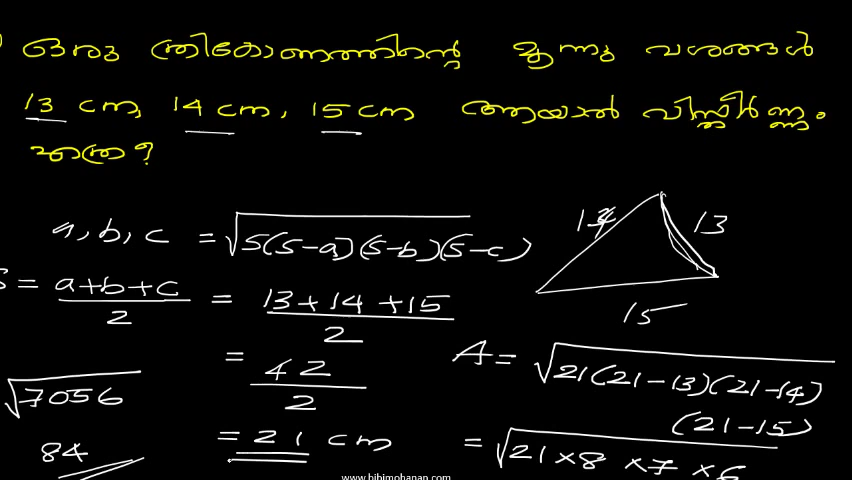 ഒരു ത്രികോണത്തിന്റെ മൂന്നു വശങ്ങൾ
13 cm, 14 cm, 15 cm ആയാൽ വിസ്തീർണ്ണം
എത്ര?
a, b, c = √S(S-a)(S-b)(S-c)
S = a+b+c/2 = 13+14+15/2
= 42/2
= 21 cm
14
13
15
A = √21(21-13)(21-14)
(21-15)
= √21×8×7×6
√7056
84
www.bibimohanan.com